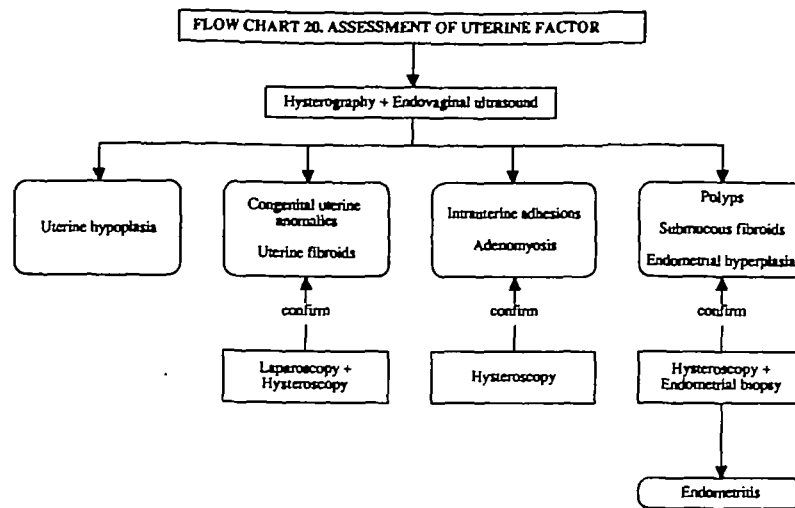 FLOW CHART 20. ASSESSMENT OF UTERINE FACTOR
Hysterography + Endovaginal ultrasound
Uterine hypoplasia
Congenital uterine
anomalies
Uterine fibroids
Intrauterine adhesions
Adenomyosis
Polyps
Submucous fibroids
Endometrial hyperplasia
confirm
confirm
confirm
Laparoscopy +
Hysteroscopy
Hysteroscopy
Hysteroscopy +
Endometrial biopsy
Endometritis